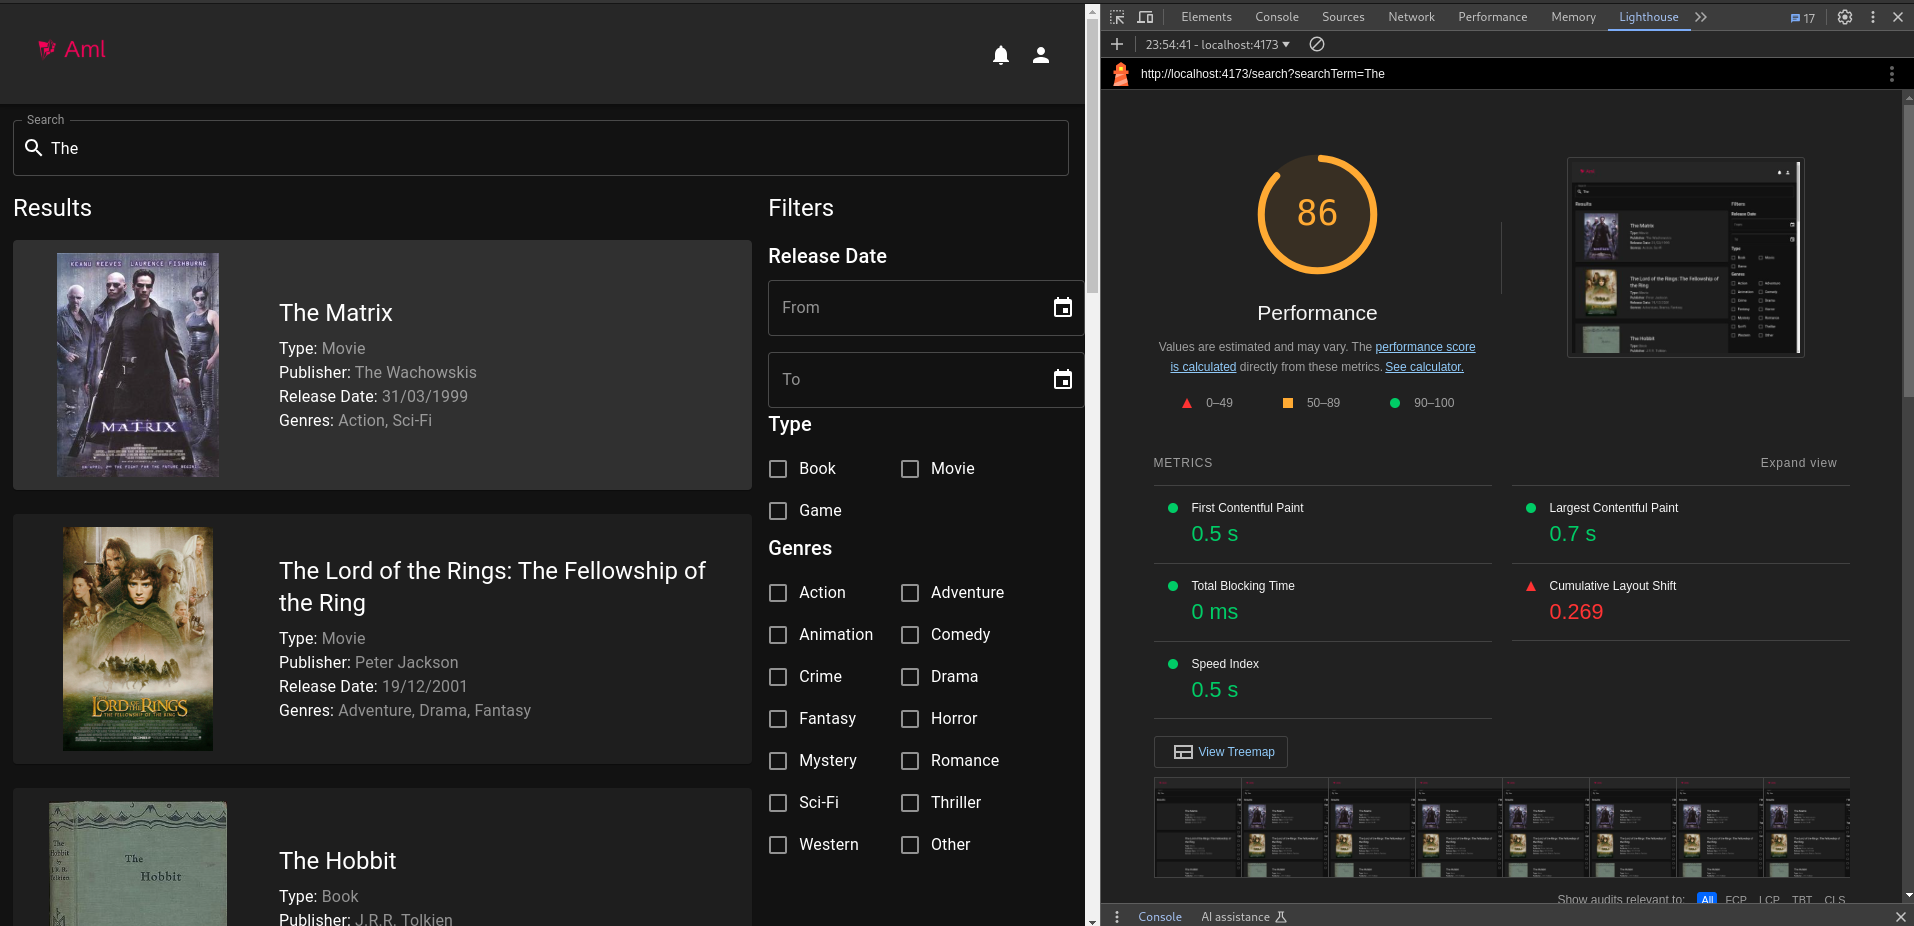 Aml
Search
The
Results
KEANU REEVES LAURENCE FISHBURNE
MATRIX
The Matrix
Type: Movie
Publisher: The Wachowskis
Release Date: 31/03/1999
Genres: Action, Sci-Fi
LORD OF THE RINGS
The Lord of the Rings: The Fellowship of
the Ring
Type: Movie
Publisher: Peter Jackson
Release Date: 19/12/2001
Genres: Adventure, Drama, Fantasy
The
Hobbit
The Hobbit
Type: Book
Publisher: J.R.R. Tolkien
Filters
Release Date
From
To
Type
Book Movie
Game
Genres
Action Adventure
Animation Comedy
Crime Drama
Fantasy Horror
Mystery Romance
Sci-Fi Thriller
Western Other
Elements Console Sources Network Performance Memory Lighthouse 17
23:54:41 - localhost:4173
http://localhost:4173/search?searchTerm=The
86
Performance
Values are estimated and may vary. The performance score
is calculated directly from these metrics. See calculator.
0–49 50–89 90–100
METRICS Expand view
First Contentful Paint
0.5 s
Largest Contentful Paint
0.7 s
Total Blocking Time
0 ms
Cumulative Layout Shift
0.269
Speed Index
0.5 s
View Treemap
Show audits relevant to: All FCP LCP TBT CLS
Console AI assistance